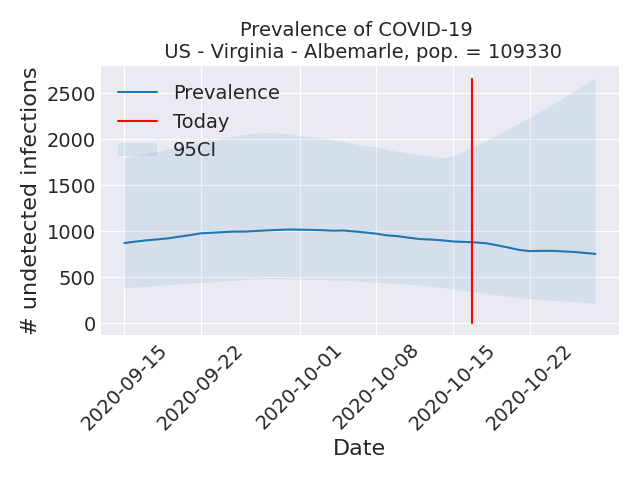 Prevalence of COVID-19
US - Virginia - Albemarle, pop. = 109330
Prevalence
Today
95CI
# undetected infections
2500
2000
1500
1000
500
0
2020-09-15
2020-09-22
2020-10-01
2020-10-08
2020-10-15
2020-10-22
Date